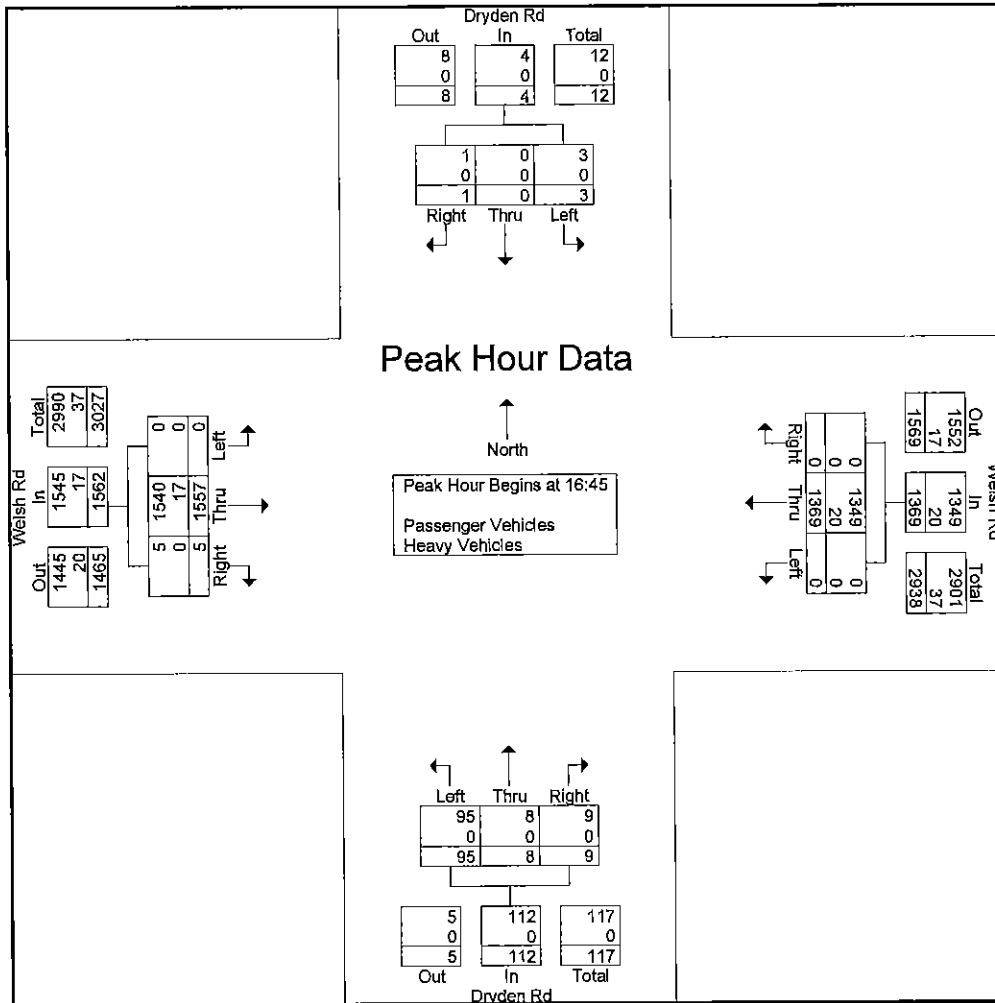 Dryden Rd
Out In Total
8 4 12
0 0 0
8 4 12
1 0 3
0 0 0
1 0 3
Right Thru Left
Peak Hour Data
North
Peak Hour Begins at 16:45
Passenger Vehicles
Heavy Vehicles
Welsh Rd
Out In Total
1445 1545 2990
20 17 37
1465 1562 3027
Right Thru Left
5 1540 0
0 17 0
5 1557 0
Welsh Rd
Out In Total
1552 1349 2901
17 20 37
1569 1369 2938
Right Thru Left
0 1349 0
0 20 0
0 1369 0
Left Thru Right
95 8 9
0 0 0
95 8 9
5 112 117
0 0 0
5 112 117
Out In Total
Dryden Rd